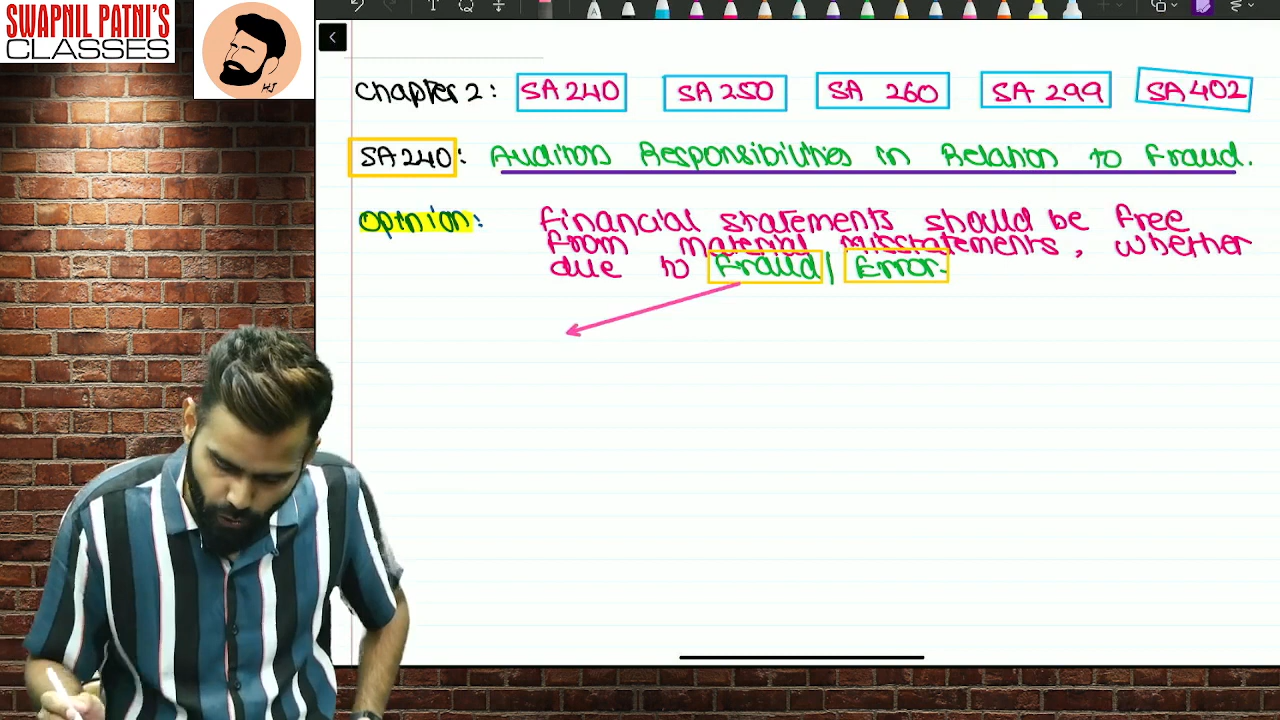 SWAPNIL PATNI'S
CLASSES
HJ
Chapter 2: SA 240 SA 250 SA 260 SA 299 SA 402
SA 240: Auditors Responsibilities in Relation to Fraud.
Opinion: Financial statements should be free
from material misstatements, whether
due to Fraud | Error.